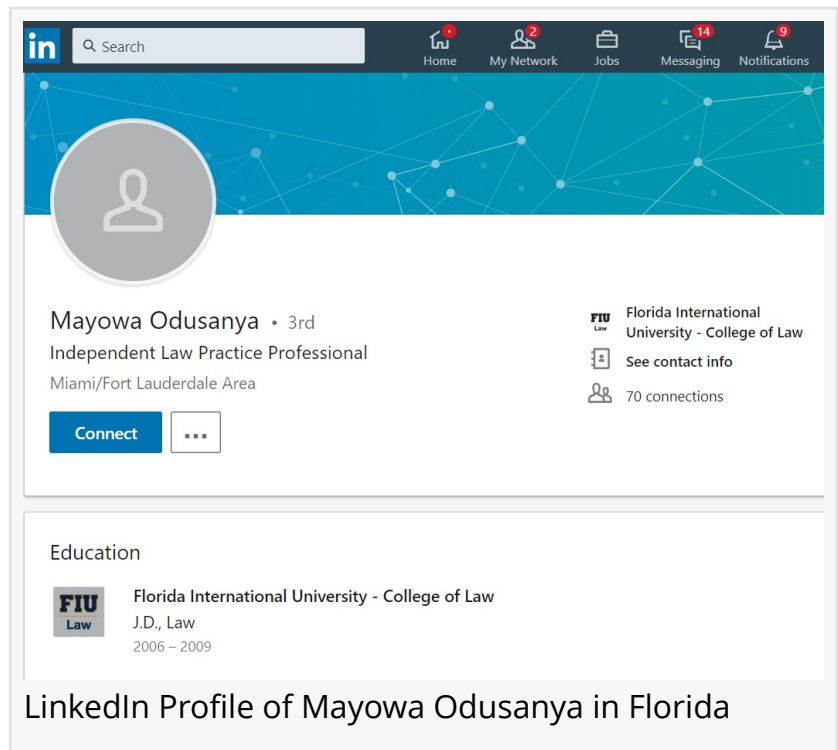 in
Search
2
14
9
Home
My Network
Jobs
Messaging
Notifications
Mayowa Odusanya • 3rd
Independent Law Practice Professional
Miami/Fort Lauderdale Area
Connect
...
FIU
Law
Florida International
University - College of Law
See contact info
70 connections
Education
FIU
Law
Florida International University - College of Law
J.D., Law
2006 – 2009
LinkedIn Profile of Mayowa Odusanya in Florida